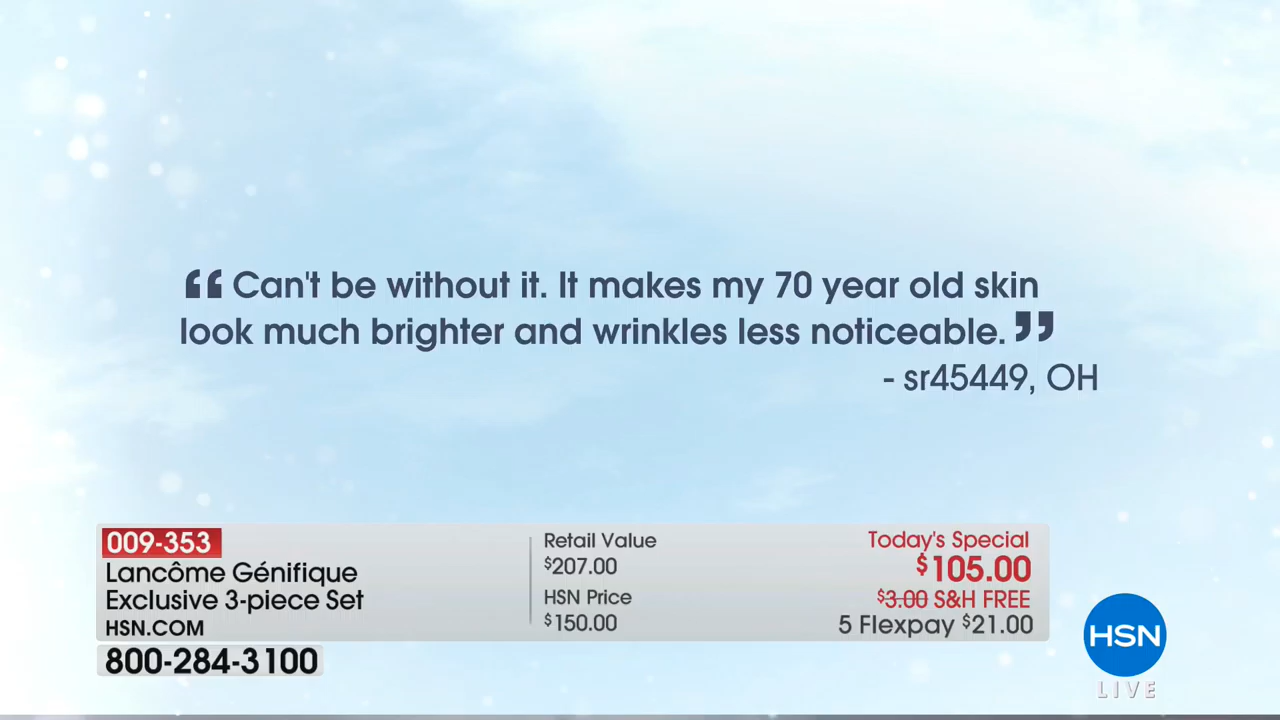 “ Can't be without it. It makes my 70 year old skin
look much brighter and wrinkles less noticeable. ”
- sr45449, OH
009-353
Lancôme Génifique
Exclusive 3-piece Set
HSN.COM
800-284-3100
Retail Value
$207.00
HSN Price
$150.00
Today's Special
$105.00
$3.00 S&H FREE
5 Flexpay $21.00
HSN
LIVE